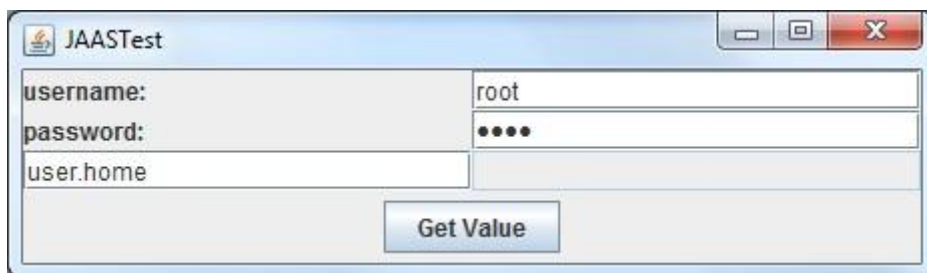 JAASTest
username: root
password: ••••
user.home
Get Value